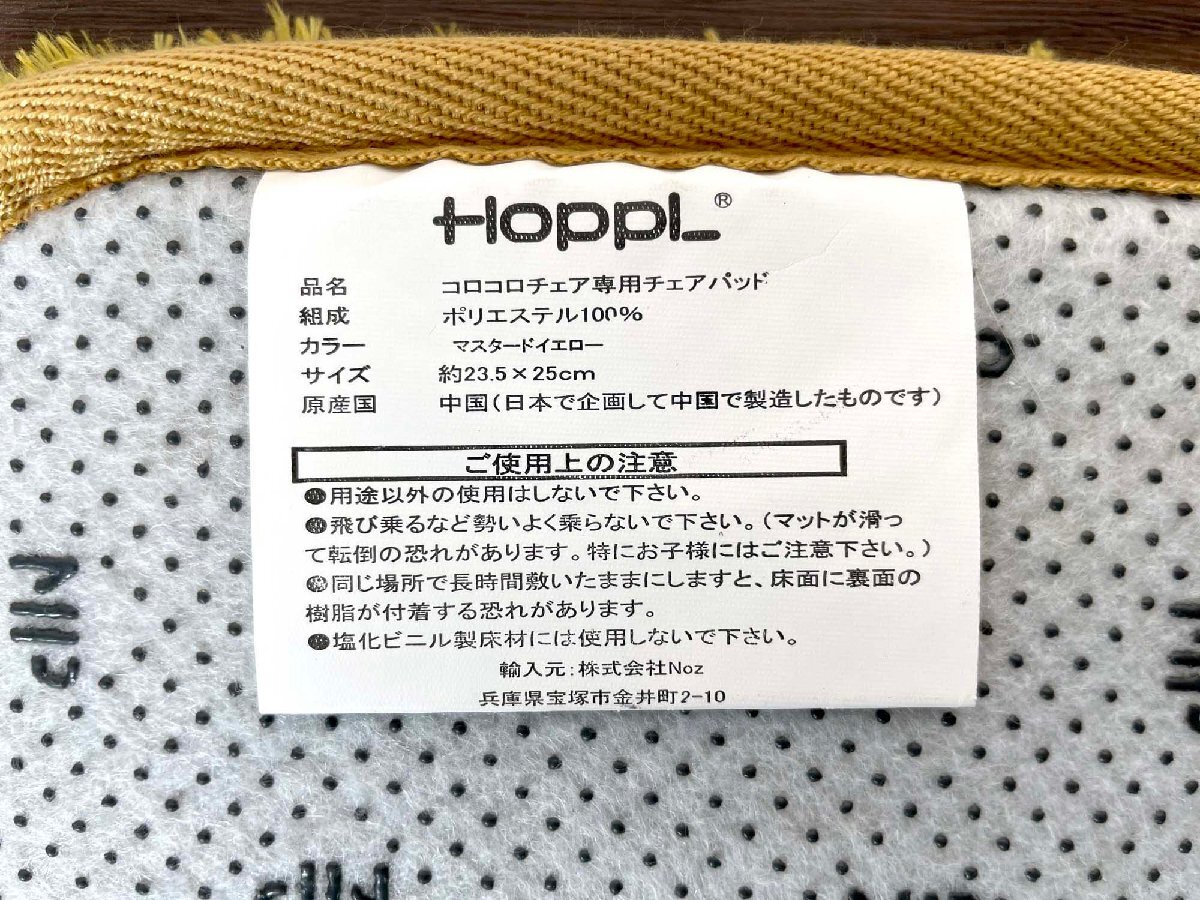 HoppL®
品名 コロコロチェア専用チェアパッド
組成 ポリエステル100%
カラー マスタードイエロー
サイズ 約23.5×25cm
原産国 中国(日本で企画して中国で製造したものです)
ご使用上の注意
●用途以外の使用はしないで下さい。
●飛び乗るなど勢いよく乗らないで下さい。(マットが滑っ
て転倒の恐れがあります。特にお子様にはご注意下さい。)
●同じ場所で長時間敷いたままにしますと、床面に裏面の
樹脂が付着する恐れがあります。
●塩化ビニル製床材には使用しないで下さい。
輸入元:株式会社Noz
兵庫県宝塚市金井町2-10